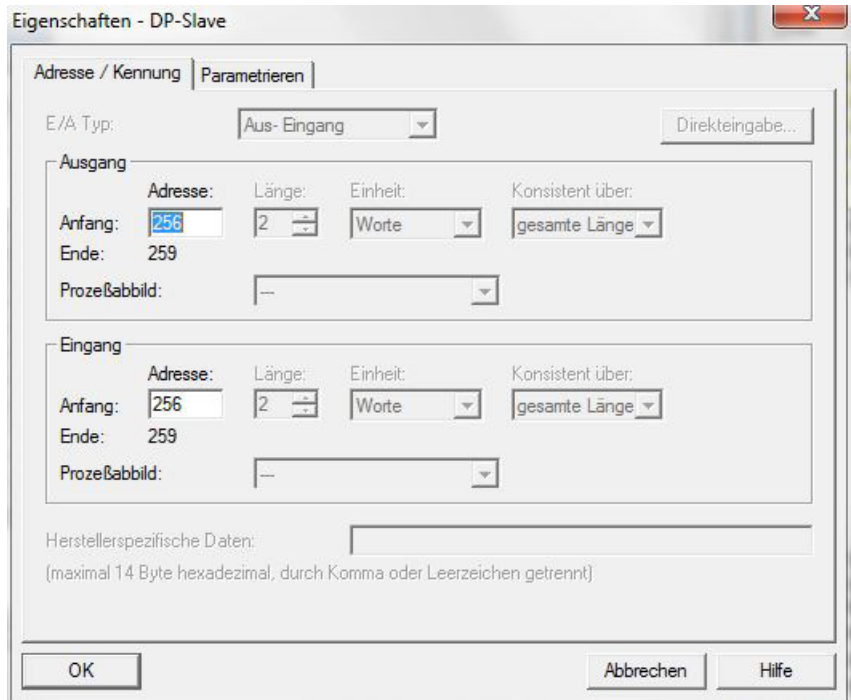 Eigenschaften - DP-Slave
X
Adresse / Kennung Parametrieren
E/A Typ: Aus- Eingang Direkteingabe...
Ausgang
Adresse: Länge: Einheit: Konsistent über:
Anfang: 256 2 Worte gesamte Länge
Ende: 259
Prozeßabbild: ---
Eingang
Adresse: Länge: Einheit: Konsistent über:
Anfang: 256 2 Worte gesamte Länge
Ende: 259
Prozeßabbild: ---
Herstellerspezifische Daten:
(maximal 14 Byte hexadezimal, durch Komma oder Leerzeichen getrennt)
OK Abbrechen Hilfe